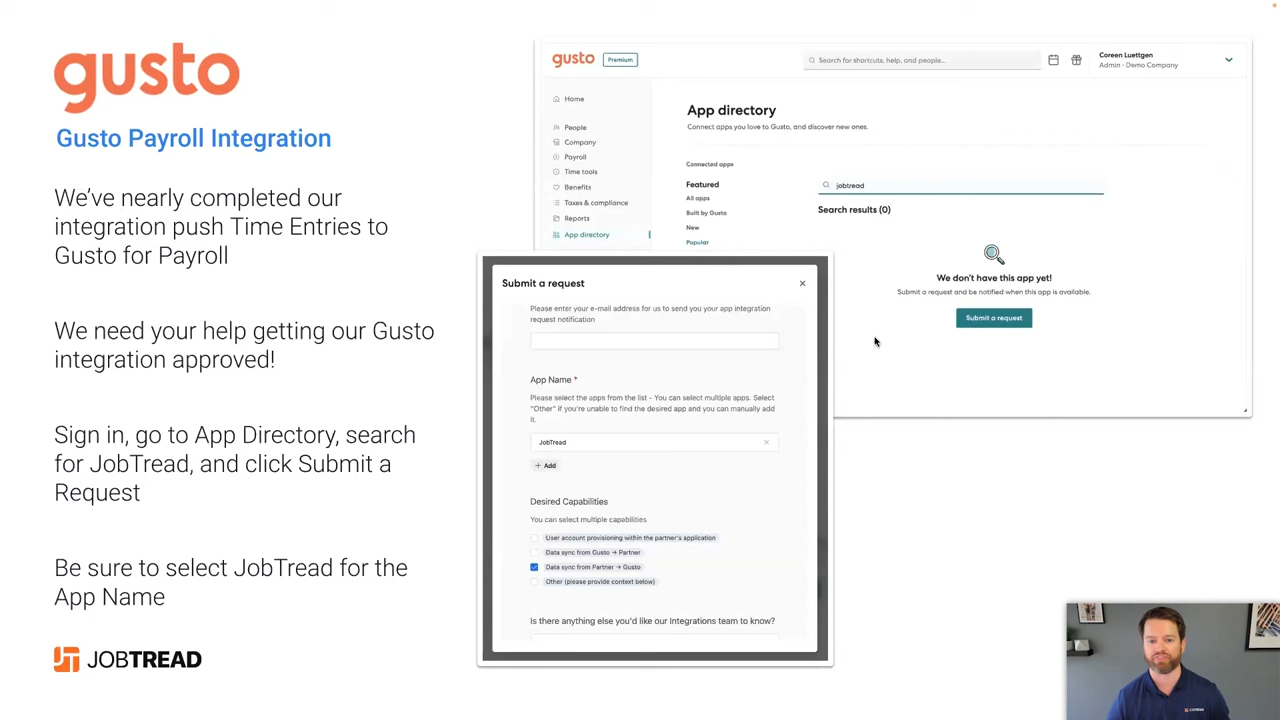 gusto
Gusto Payroll Integration
We've nearly completed our
integration push Time Entries to
Gusto for Payroll
We need your help getting our Gusto
integration approved!
Sign in, go to App Directory, search
for JobTread, and click Submit a
Request
Be sure to select JobTread for the
App Name
JT JOBTREAD
gusto Premium
Search for shortcuts, help, and people...
Coreen Luettgen
Admin - Demo Company
Home
People
Company
Payroll
Time tools
Benefits
Taxes & compliance
Reports
App directory
App directory
Connect apps you love to Gusto, and discover new ones.
Connected apps
Featured
All apps
Built by Gusto
New
Popular
jobtread
Search results (0)
We don't have this app yet!
Submit a request and be notified when this app is available.
Submit a request
Submit a request
Please enter your e-mail address for us to send you your app integration
request notification
App Name *
Please select the apps from the list - You can select multiple apps. Select
"Other" if you're unable to find the desired app and you can manually add
it.
JobTread
+ Add
Desired Capabilities
You can select multiple capabilities
User account provisioning within the partner's application
Data sync from Gusto → Partner
Data sync from Partner → Gusto
Other (please provide context below)
Is there anything else you'd like our Integrations team to know?
JOBTREAD